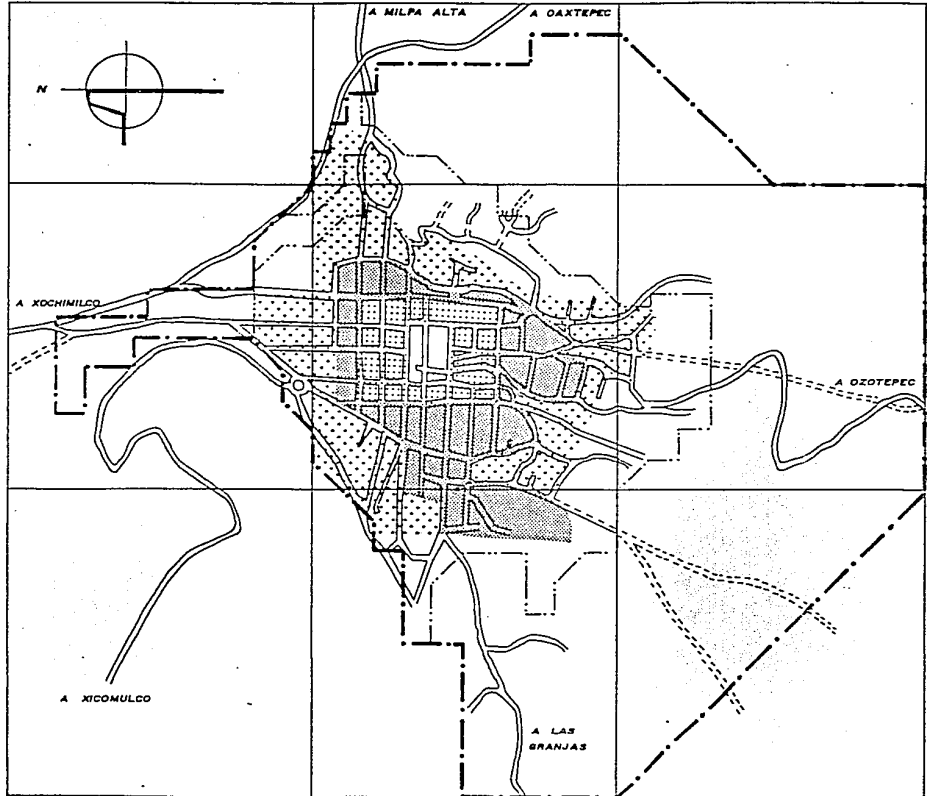 A MILPA ALTA
A OAXTEPEC
N
A XOCHIMILCO
A OZOTEPEC
A XICOMULCO
A LAS
GRANJAS